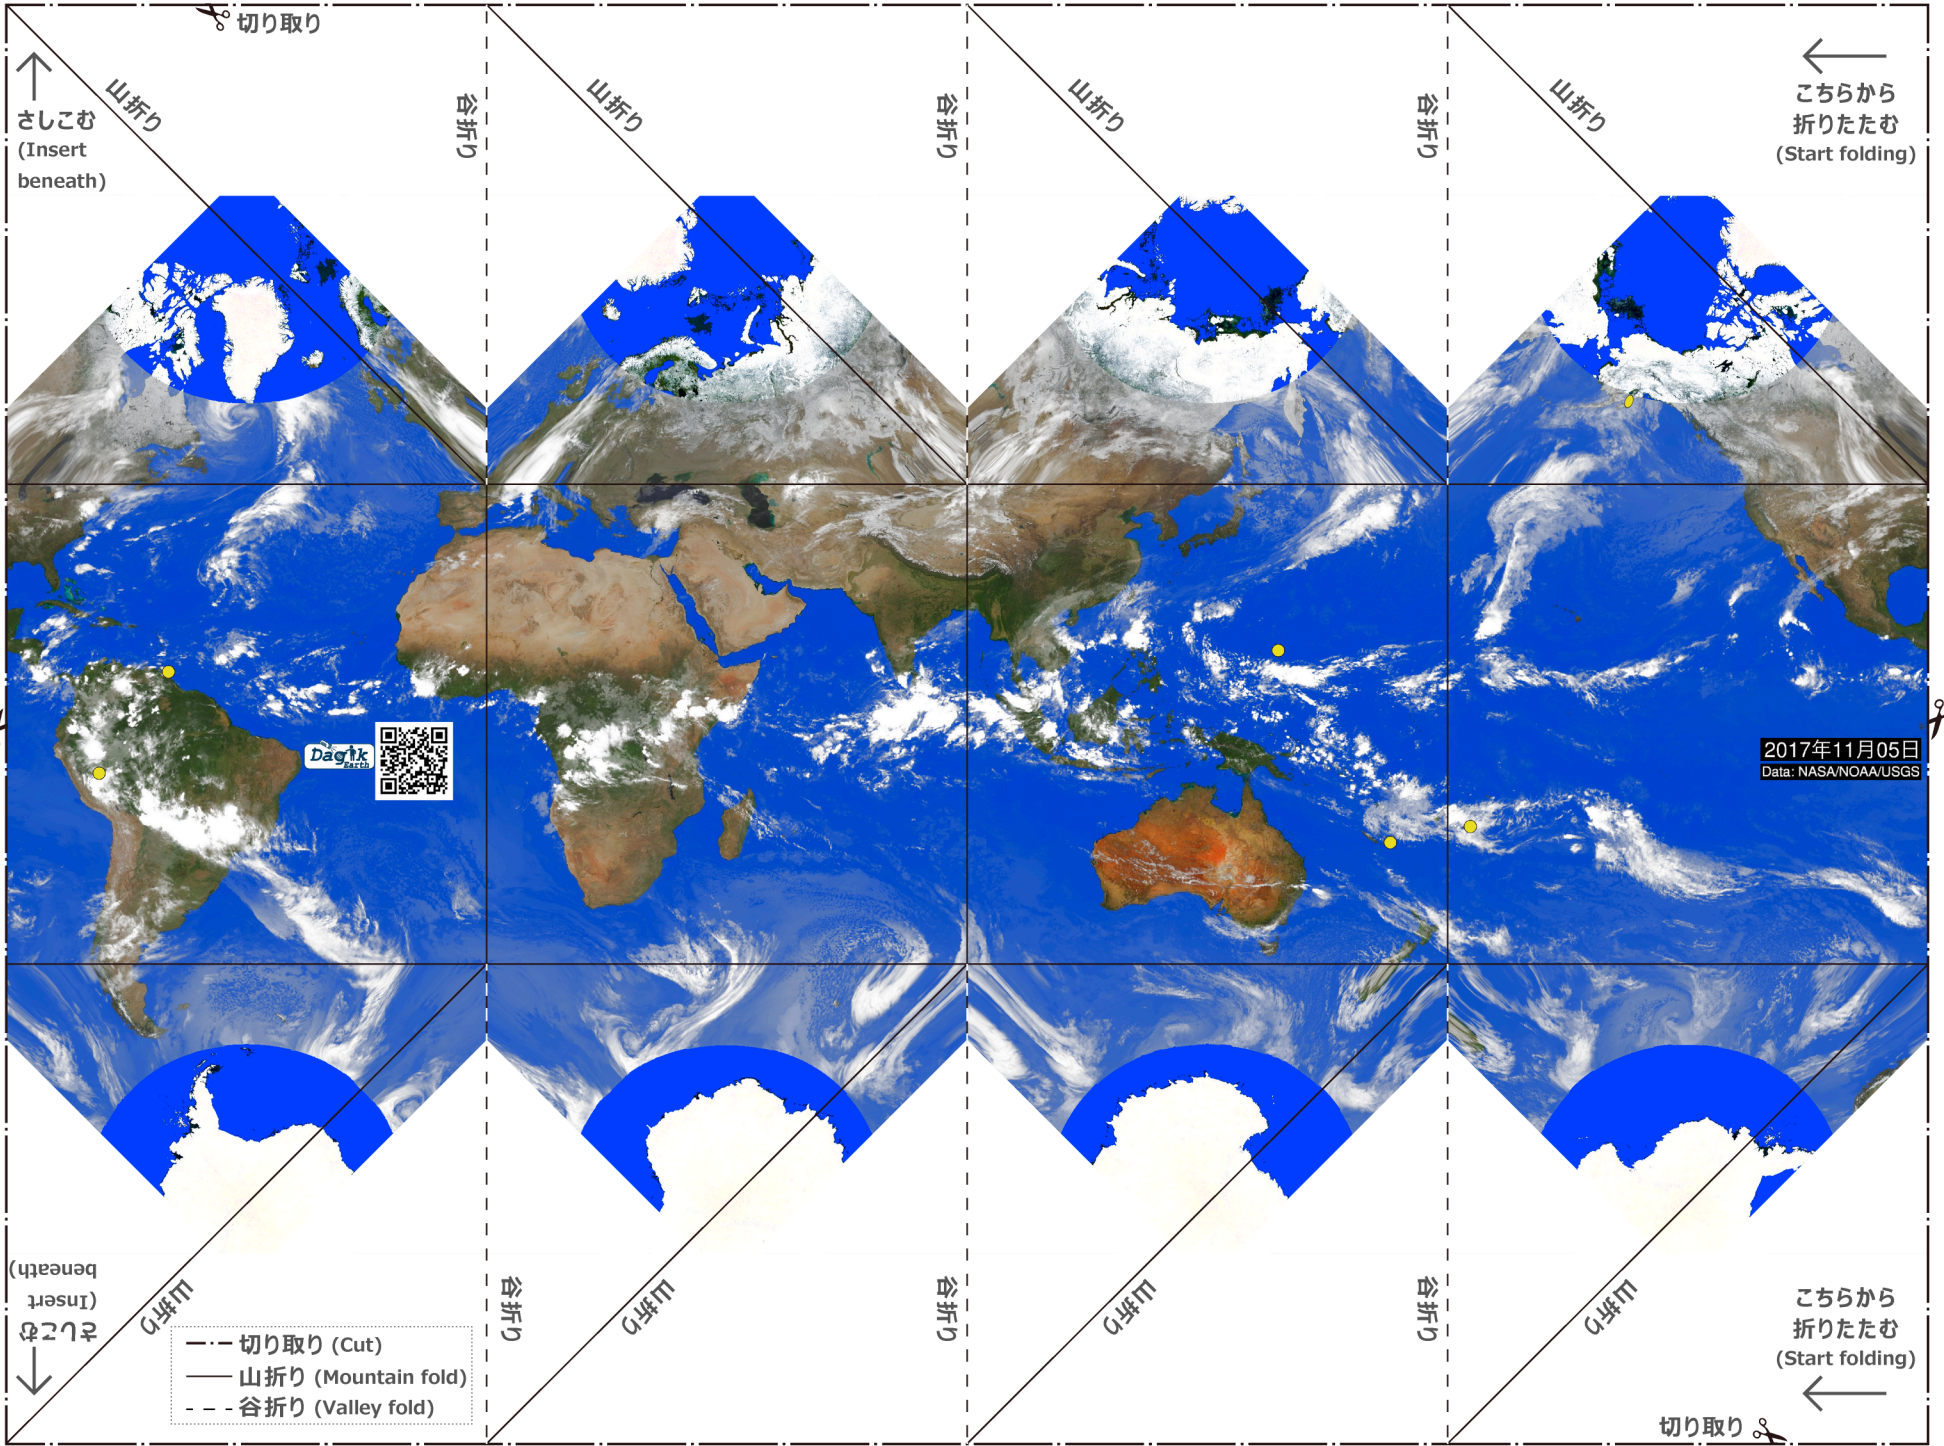 切り取り
山折り
谷折り
山折り
谷折り
山折り
谷折り
山折り
さしこむ
(Insert
beneath)
こちらから
折りたたむ
(Start folding)
Dagik
Earth
2017年11月05日
Data: NASA/NOAA/USGS
さしこむ
(Insert
beneath)
山折り
谷折り
山折り
谷折り
山折り
谷折り
山折り
切り取り (Cut)
山折り (Mountain fold)
谷折り (Valley fold)
こちらから
折りたたむ
(Start folding)
切り取り